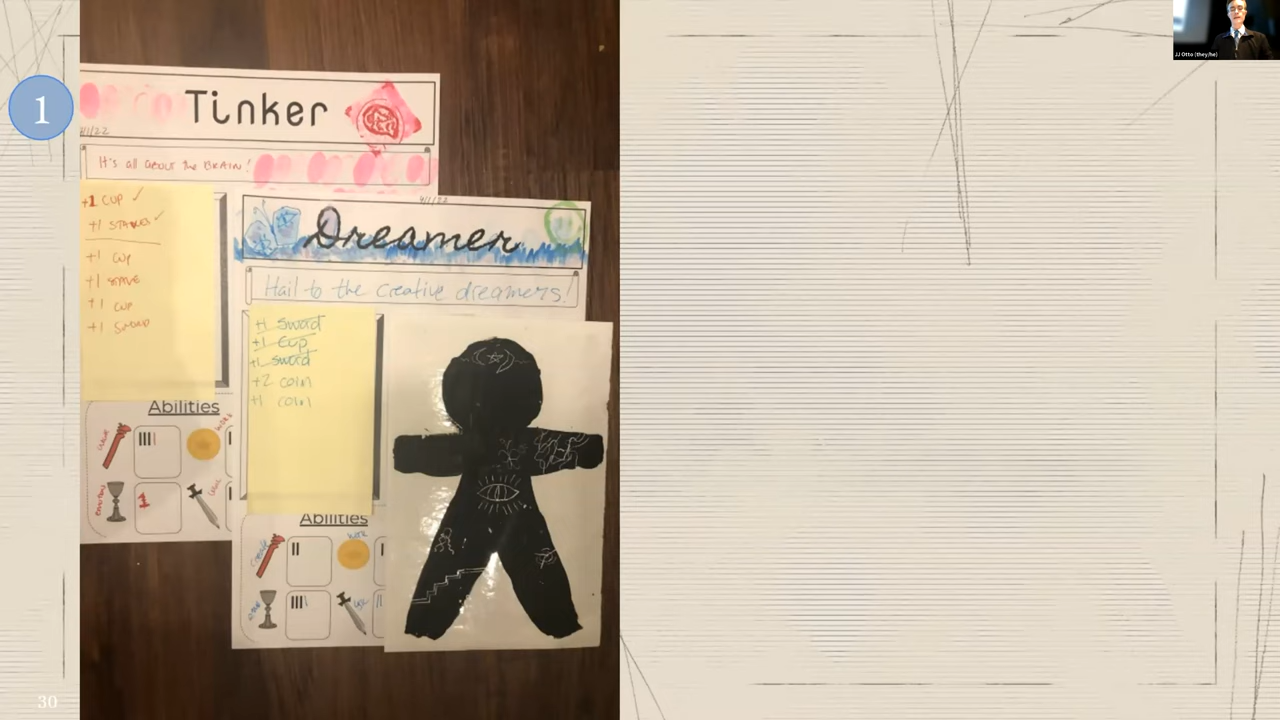 JJ Otto (they/he)
1
Tinker
It's all about the BRAIN!
+1 CUP ✓
+1 STAVES ✓
+1 CUP
+1 STAVE
+1 CUP
+1 SWORD
Abilities
Dreamer
Hail to the creative dreamers!
+1 Sword
+1 Cup
+1 sword
+2 coin
+1 coin
Abilities
30